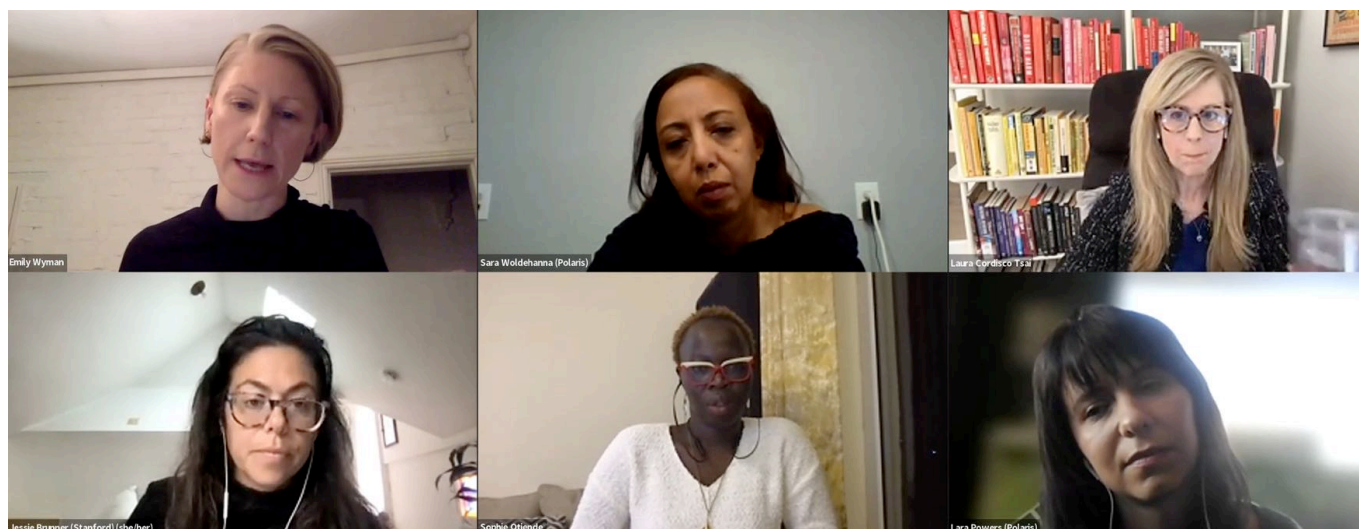 Emily Wyman
Sara Woldehanna (Polaris)
Laura Cordisco Tsai
Jessie Brunner (Stanford) (she/her)
Sophie Otiende
Lara Powers (Polaris)